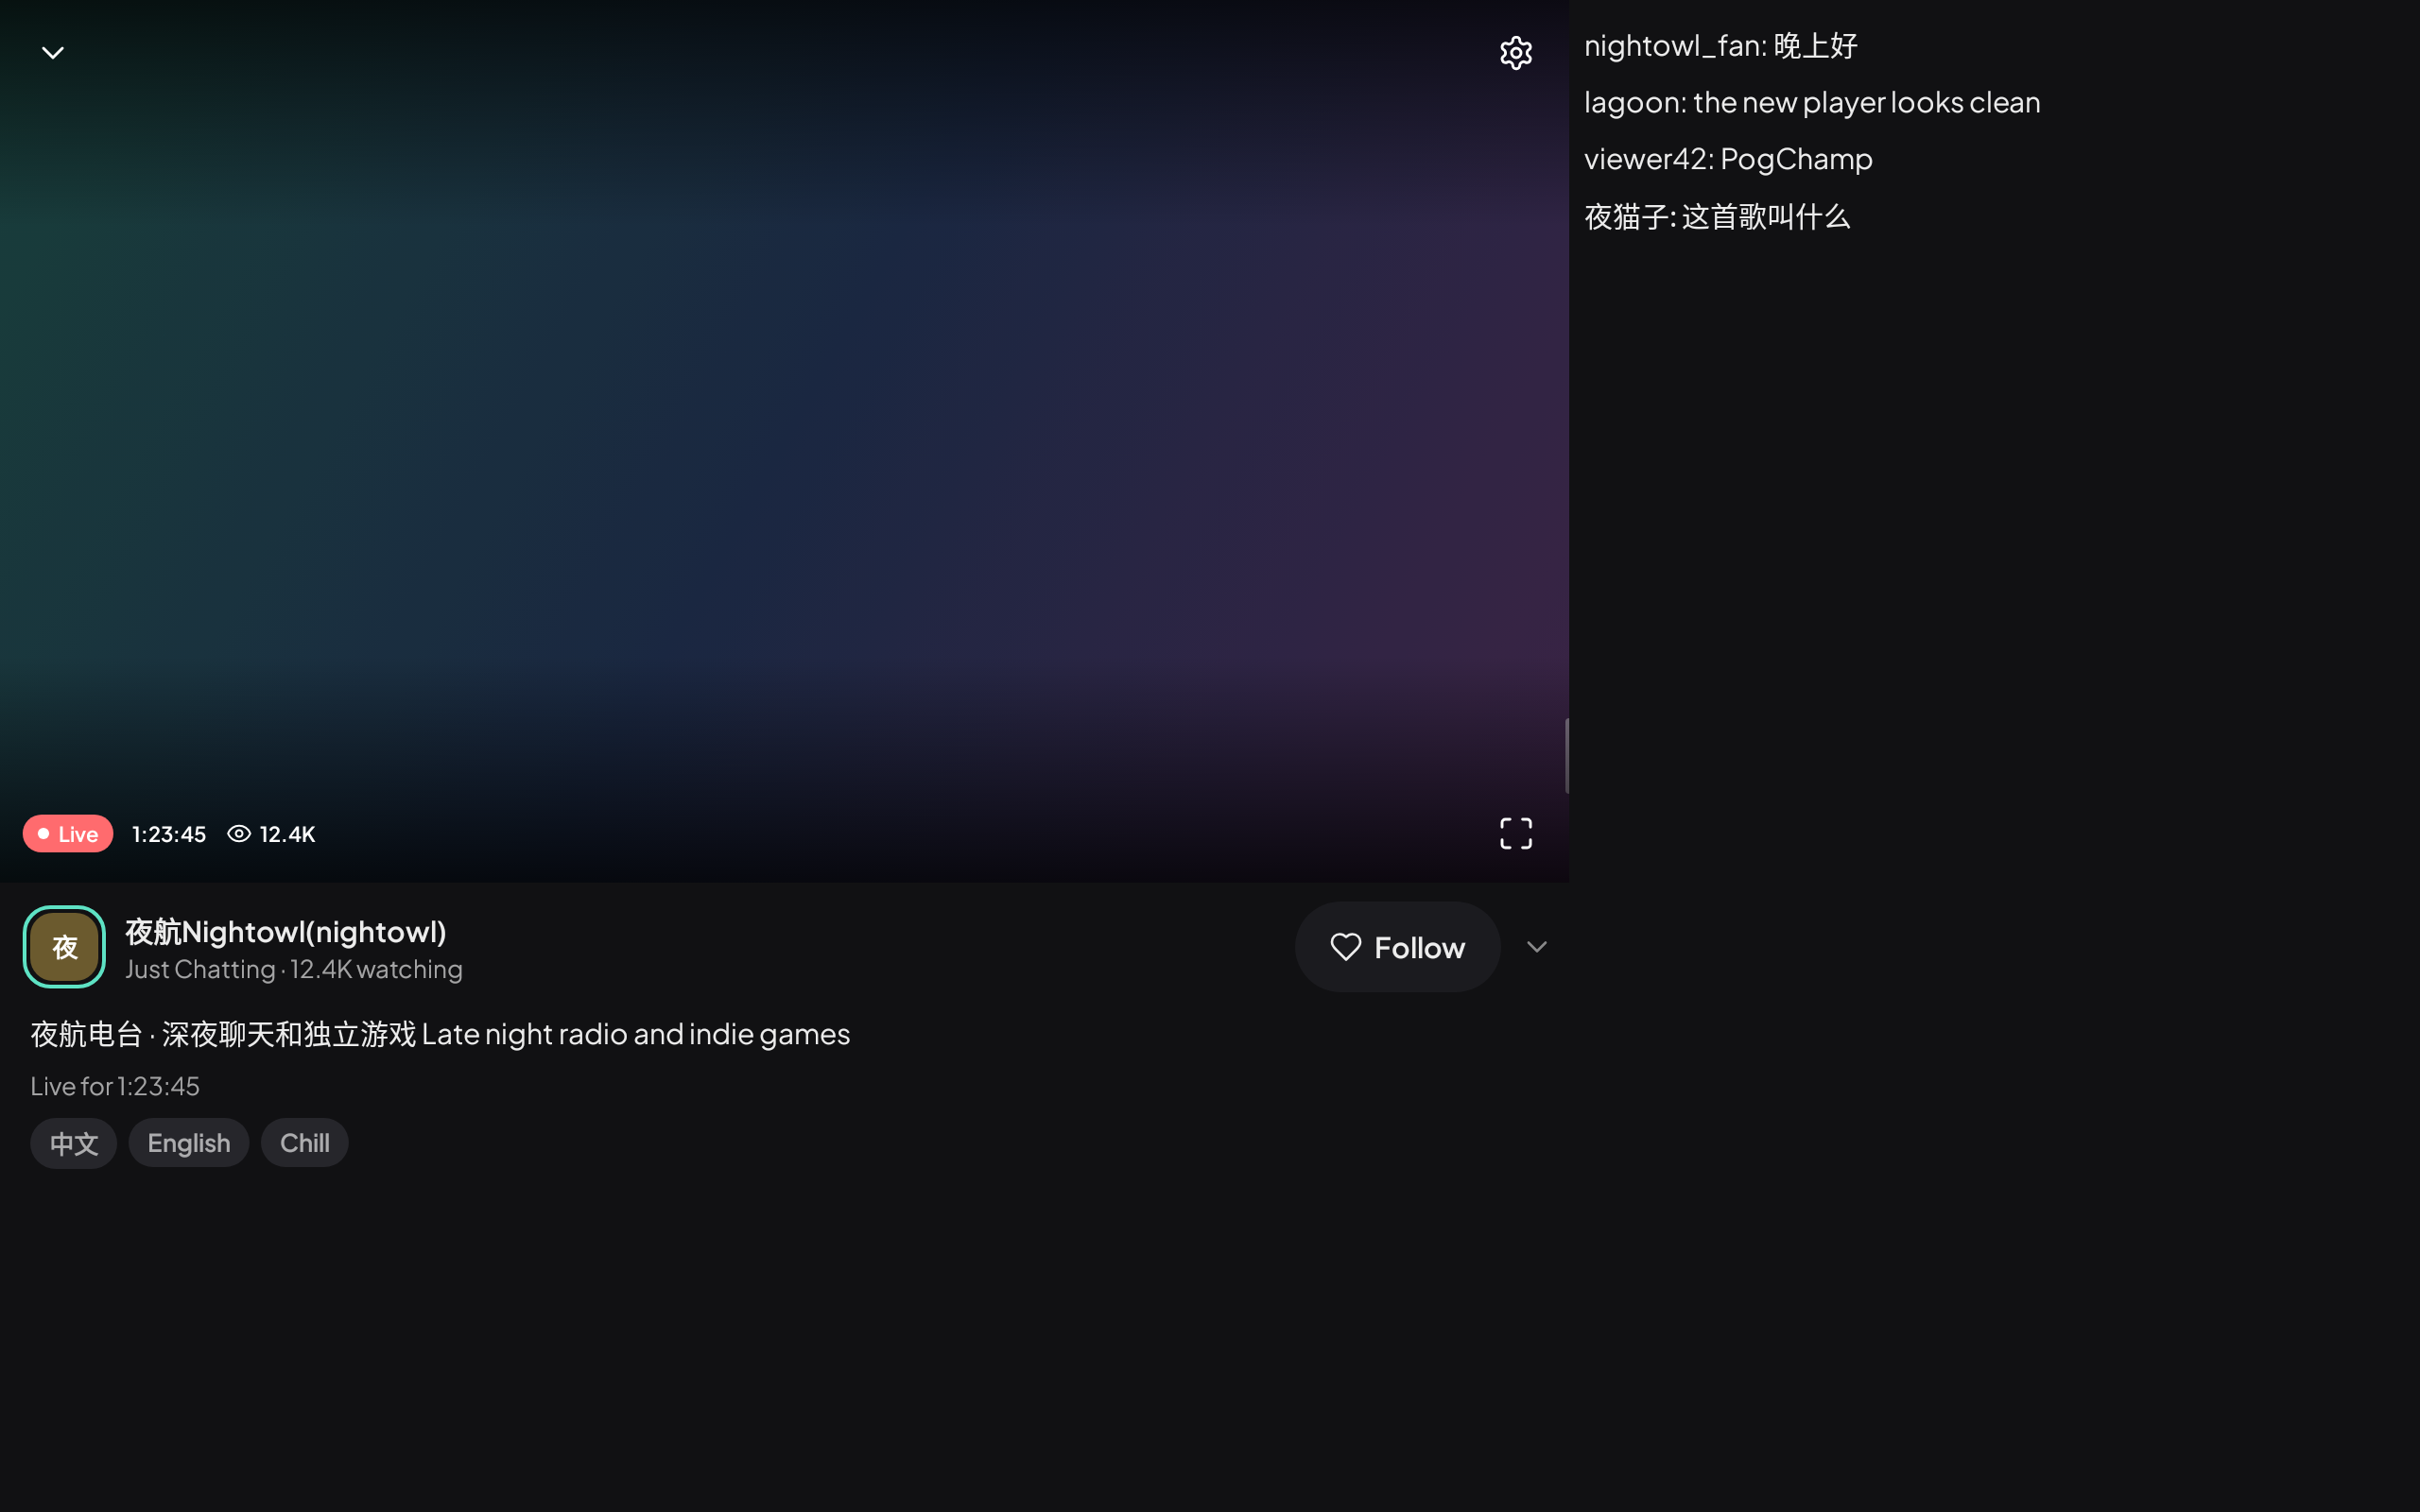 Live 1:23:45 12.4K
夜
夜航Nightowl(nightowl)
Just Chatting · 12.4K watching
Follow
夜航电台 · 深夜聊天和独立游戏 Late night radio and indie games
Live for 1:23:45
中文 English Chill
nightowl_fan: 晚上好
lagoon: the new player looks clean
viewer42: PogChamp
夜猫子: 这首歌叫什么